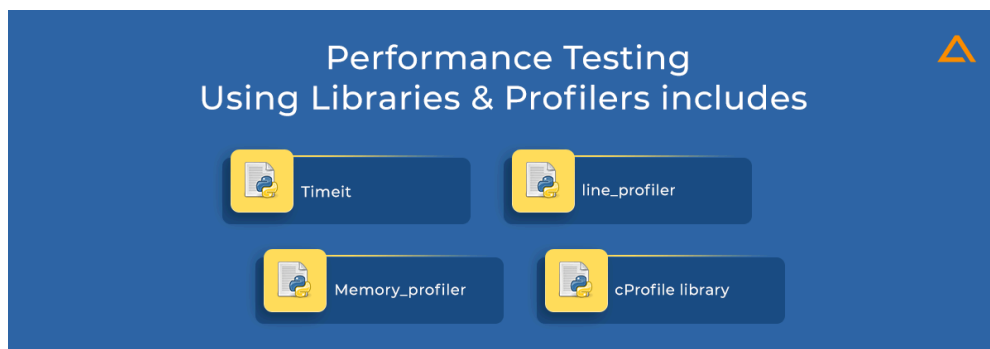 Performance Testing
Using Libraries & Profilers includes
Timeit
line_profiler
Memory_profiler
cProfile library